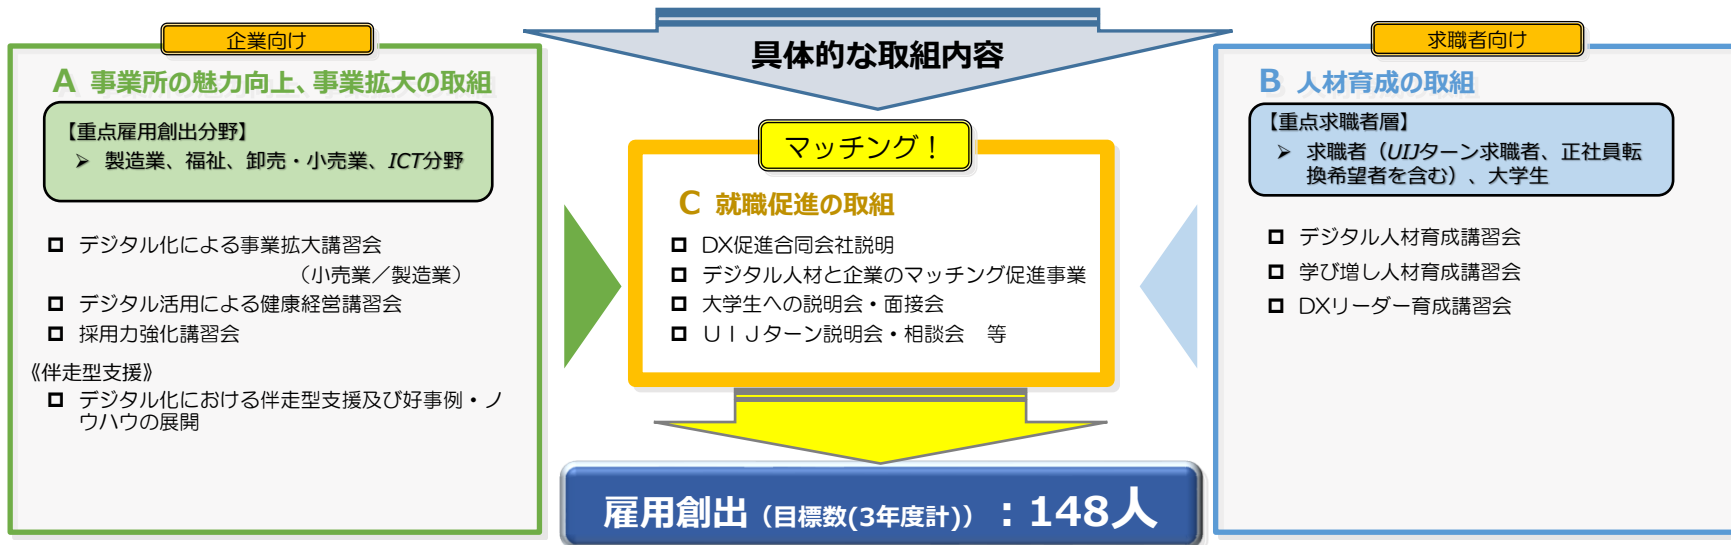 具体的な取組内容
企業向け
A 事業所の魅力向上、事業拡大の取組
【重点雇用創出分野】
➢ 製造業、福祉、卸売・小売業、ICT分野
□ デジタル化による事業拡大講習会
（小売業／製造業）
□ デジタル活用による健康経営講習会
□ 採用力強化講習会
《伴走型支援》
□ デジタル化における伴走型支援及び好事例・ノ
ウハウの展開
マッチング！
C 就職促進の取組
□ DX促進合同会社説明
□ デジタル人材と企業のマッチング促進事業
□ 大学生への説明会・面接会
□ ＵＩＪターン説明会・相談会　等
求職者向け
B 人材育成の取組
【重点求職者層】
➢ 求職者（UIJターン求職者、正社員転
換希望者を含む）、大学生
□ デジタル人材育成講習会
□ 学び増し人材育成講習会
□ DXリーダー育成講習会
雇用創出（目標数(3年度計)）：148人